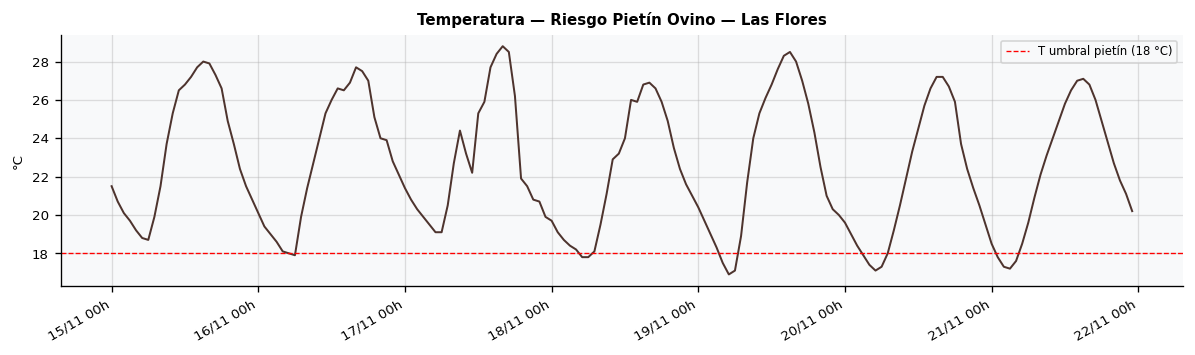 Temperatura — Riesgo Pietín Ovino — Las Flores
T umbral pietín (18 °C)
°C
28
26
24
22
20
18
15/11 00h
16/11 00h
17/11 00h
18/11 00h
19/11 00h
20/11 00h
21/11 00h
22/11 00h